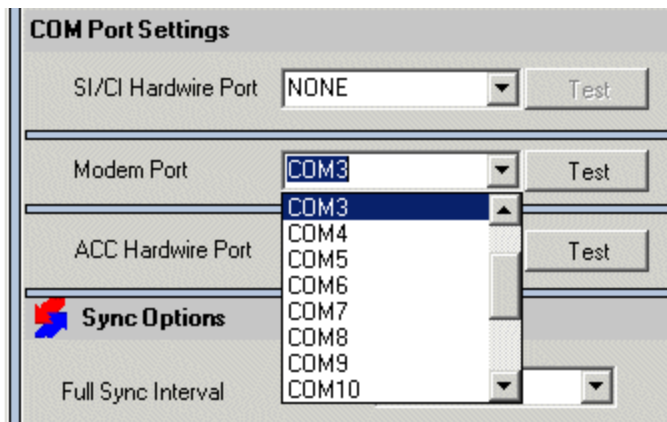 COM Port Settings
SI/CI Hardwire Port NONE Test
Modem Port COM3 Test
COM3
COM4
ACC Hardwire Port COM5 Test
COM6
COM7
Sync Options COM8
COM9
Full Sync Interval COM10